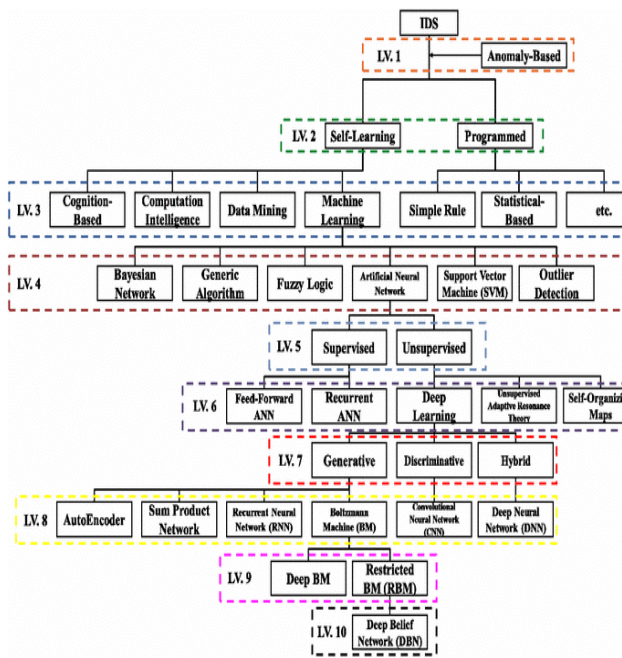 IDS
LV. 1
Anomaly-Based
LV. 2
Self-Learning
Programmed
LV. 3
Cognition-
Based
Computation
Intelligence
Data Mining
Machine
Learning
Simple Rule
Statistical-
Based
etc.
LV. 4
Bayesian
Network
Generic
Algorithm
Fuzzy Logic
Artificial Neural
Network
Support Vector
Machine (SVM)
Outlier
Detection
LV. 5
Supervised
Unsupervised
LV. 6
Feed-Forward
ANN
Recurrent
ANN
Deep
Learning
Unsupervised
Adaptive Resonance
Theory
Self-Organizi
Maps
LV. 7
Generative
Discriminative
Hybrid
LV. 8
AutoEncoder
Sum Product
Network
Recurrent Neural
Network (RNN)
Boltzmann
Machine (BM)
Convolutional
Neural Network
(CNN)
Deep Neural
Network (DNN)
LV. 9
Deep BM
Restricted
BM (RBM)
LV. 10
Deep Belief
Network (DBN)